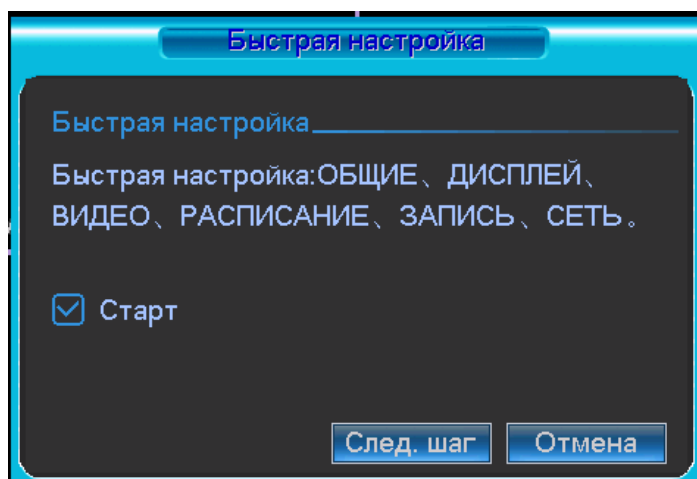 Быстрая настройка
Быстрая настройка
Быстрая настройка:ОБЩИЕ、ДИСПЛЕЙ、
ВИДЕО、РАСПИСАНИЕ、ЗАПИСЬ、СЕТЬ。
Старт
След. шаг Отмена